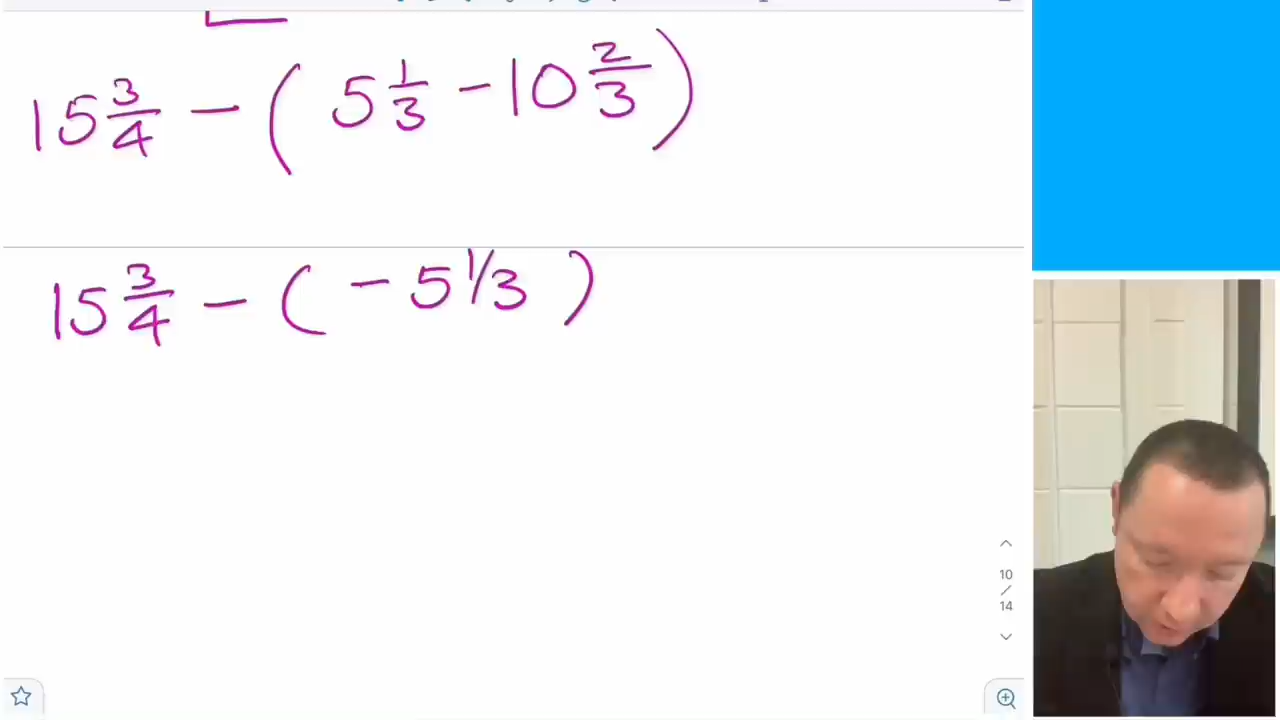 15 3/4 - ( 5 1/3 - 10 2/3 )
15 3/4 - ( - 5 1/3 )
10
/
14